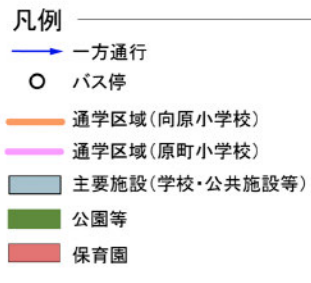 凡例
一方通行
バス停
通学区域(向原小学校)
通学区域(原町小学校)
主要施設(学校・公共施設等)
公園等
保育園